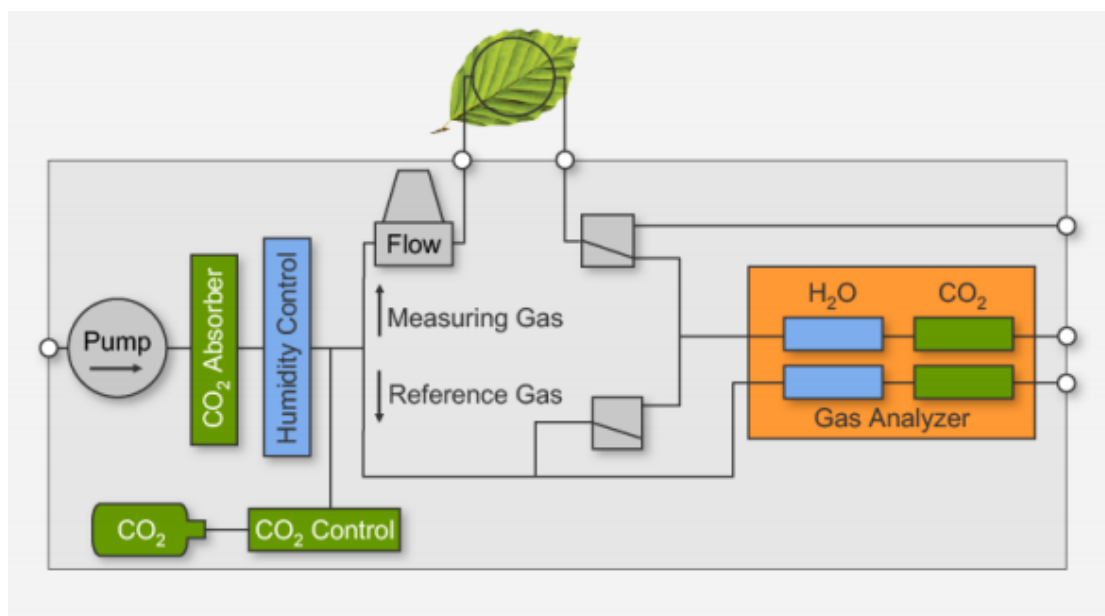 Pump
CO₂ Absorber
Humidity Control
Flow
Measuring Gas
Reference Gas
H₂O
CO₂
Gas Analyzer
CO₂
CO₂ Control